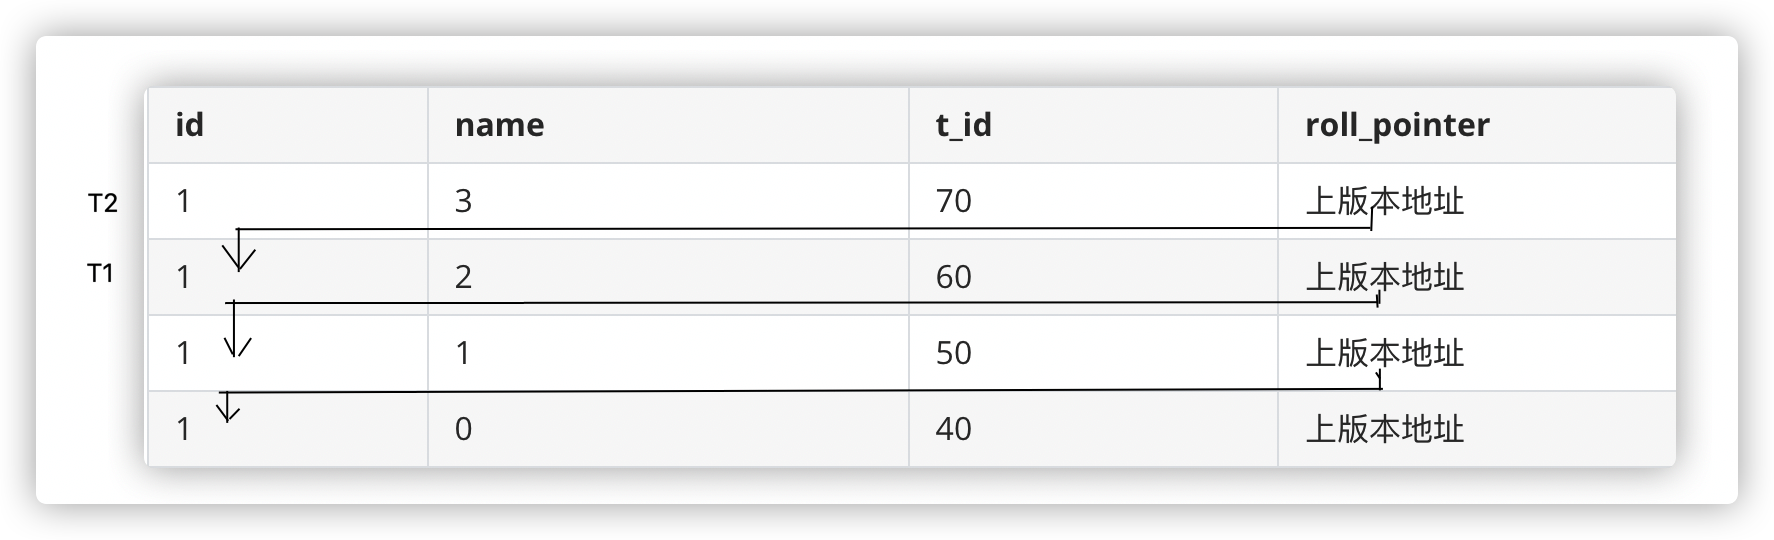 id name t_id roll_pointer
T2 1 3 70 上版本地址
T1 1 2 60 上版本地址
1 1 50 上版本地址
1 0 40 上版本地址